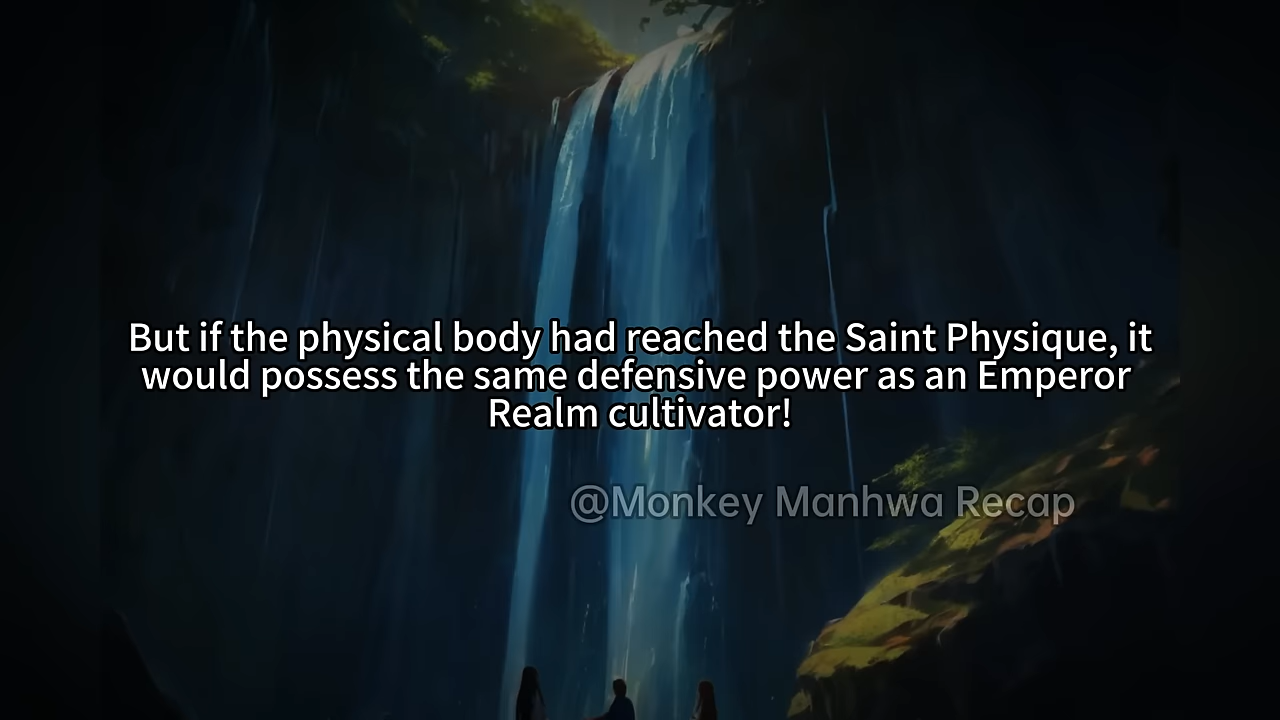 But if the physical body had reached the Saint Physique, it
would possess the same defensive power as an Emperor
Realm cultivator!
@Monkey Manhwa Recap